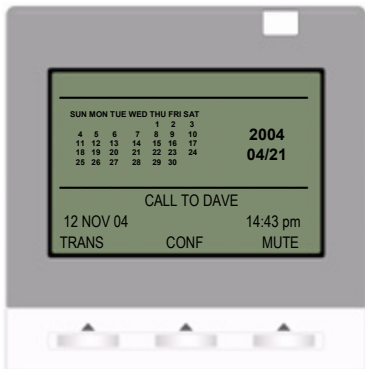 SUN MON TUE WED THU FRI SAT
1 2 3
4 5 6 7 8 9 10
11 12 13 14 15 16 17
18 19 20 21 22 23 24
25 26 27 28 29 30
2004
04/21
CALL TO DAVE
12 NOV 04 14:43 pm
TRANS CONF MUTE